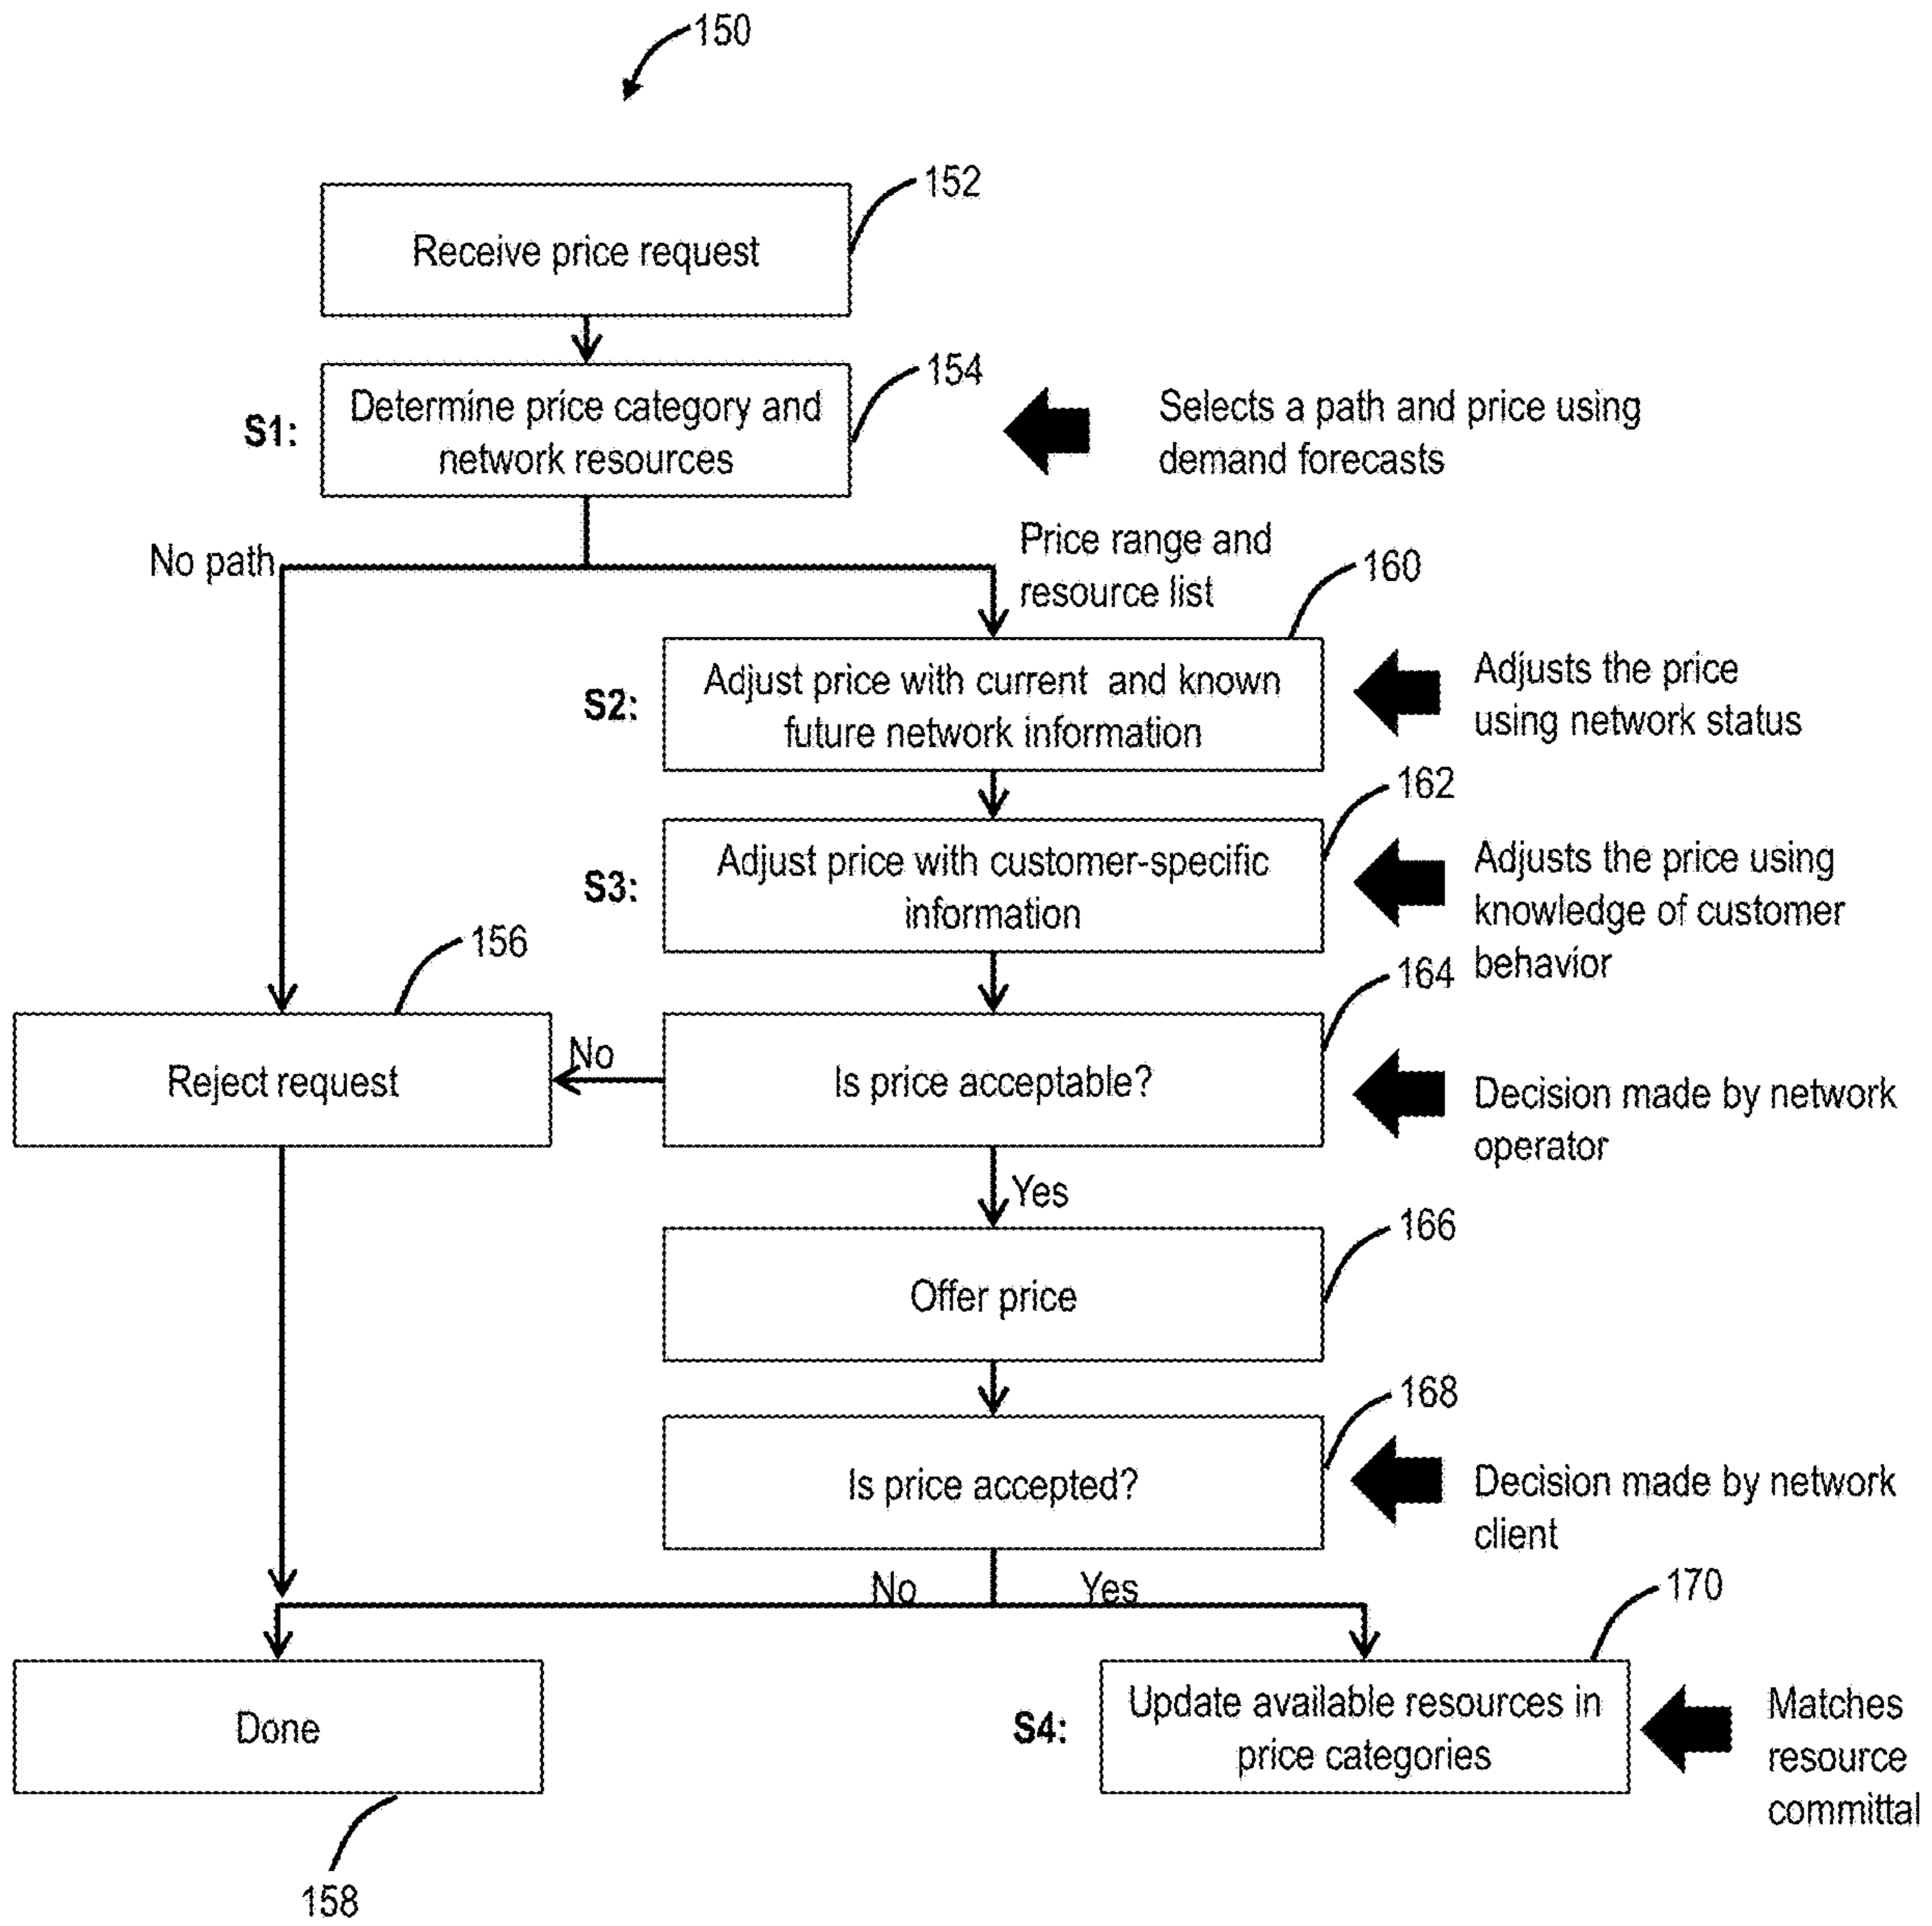 150
152
Receive price request
154
S1:
Determine price category and
network resources
Selects a path and price using
demand forecasts
No path
Price range and
resource list
160
S2:
Adjust price with current and known
future network information
Adjusts the price
using network status
162
S3:
Adjust price with customer-specific
information
Adjusts the price using
knowledge of customer
behavior
156
164
Reject request
No
Is price acceptable?
Decision made by network
operator
Yes
166
Offer price
168
Is price accepted?
Decision made by network
client
No
Yes
170
Done
S4:
Update available resources in
price categories
Matches
resource
committal
158